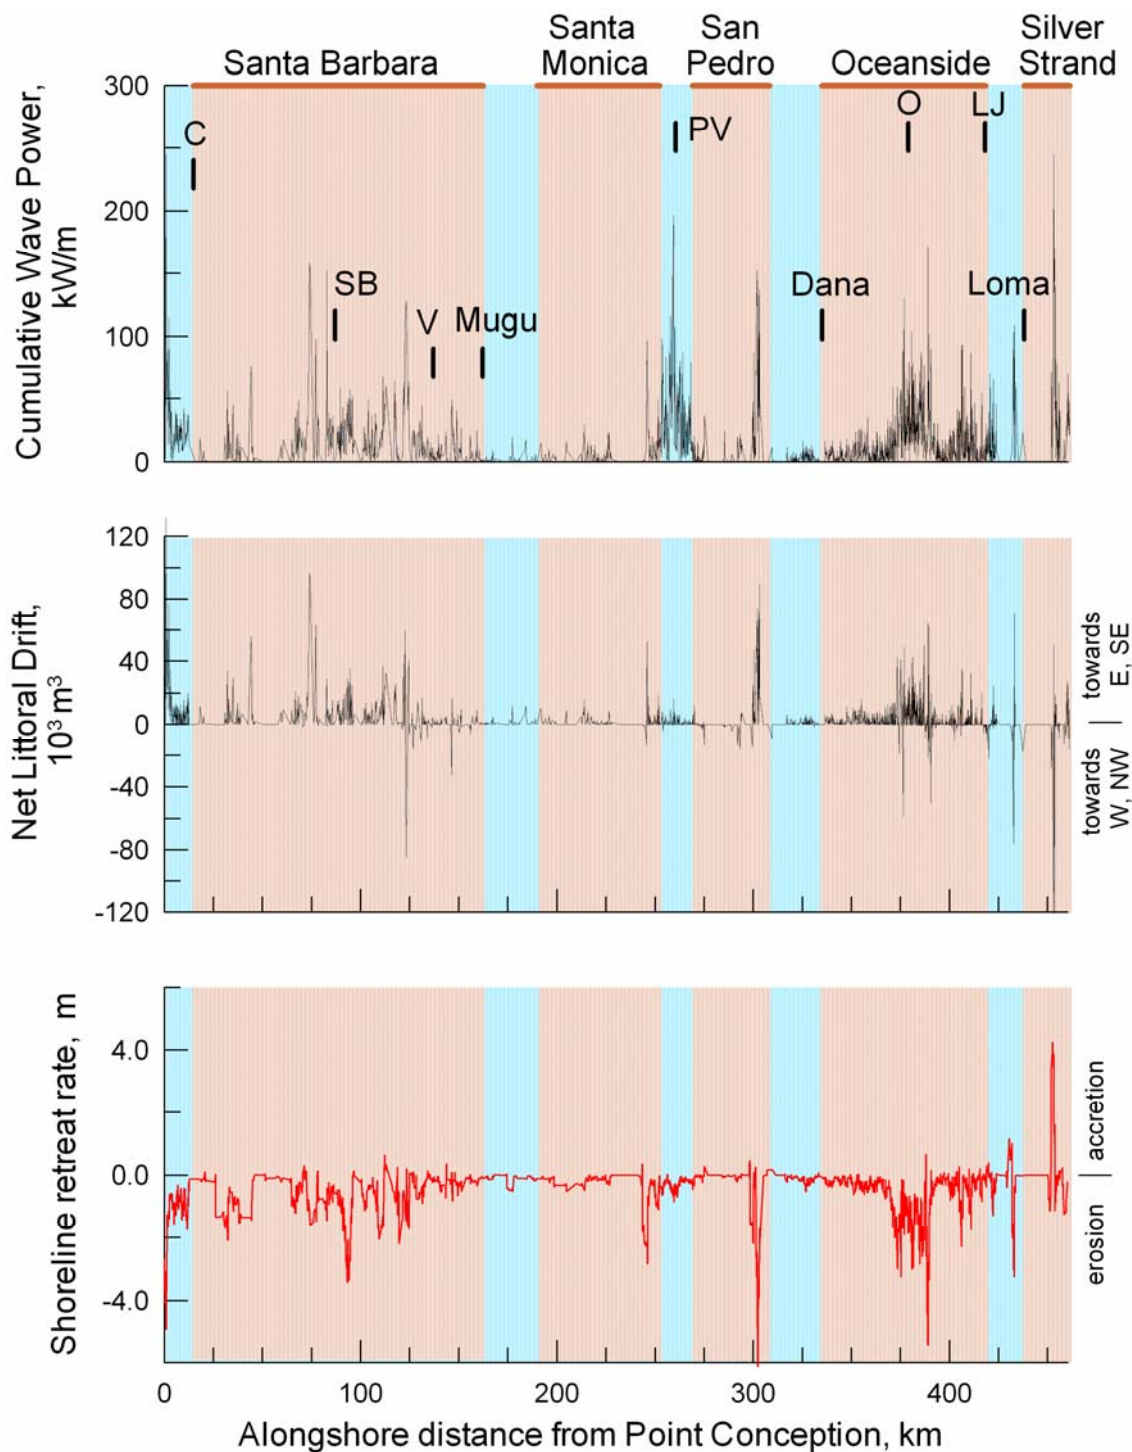 Santa Barbara
Santa
Monica
San
Pedro
Oceanside
Silver
Strand
Cumulative Wave Power,
kW/m
300
200
100
0
C
SB
V
Mugu
PV
Dana
O
LJ
Loma
Net Littoral Drift,
10³ m³
120
80
40
0
-40
-80
-120
towards
E, SE
towards
W, NW
Shoreline retreat rate, m
4.0
0.0
-4.0
accretion
erosion
0
100
200
300
400
Alongshore distance from Point Conception, km